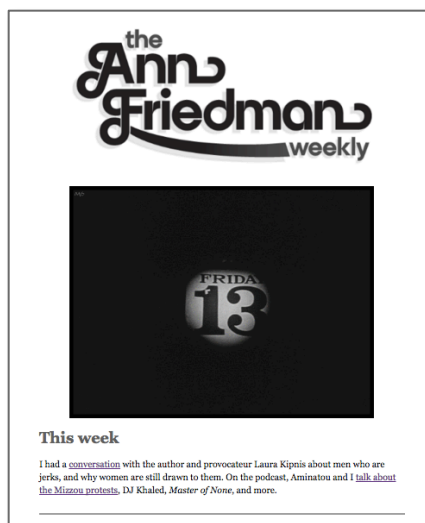 the
Ann
Friedman
weekly
FRIDAY
13
This week
I had a conversation with the author and provocateur Laura Kipnis about men who are
jerks, and why women are still drawn to them. On the podcast, Aminatou and I talk about
the Mizzou protests, DJ Khaled, Master of None, and more.